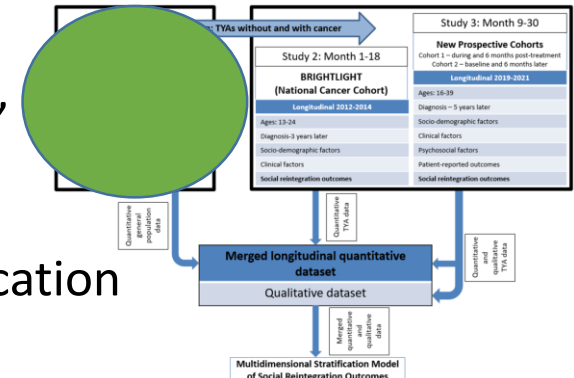 : TYAs without and with cancer
Study 2: Month 1-18
BRIGHTLIGHT
(National Cancer Cohort)
Longitudinal 2012-2014
Ages: 13-24
Diagnosis-3 years later
Socio-demographic factors
Clinical factors
Social reintegration outcomes
Study 3: Month 9-30
New Prospective Cohorts
Cohort 1 – during and 6 months post-treatment
Cohort 2 – baseline and 6 months later
Longitudinal 2019-2021
Ages: 16-39
Diagnosis – 5 years later
Socio-demographic factors
Clinical factors
Psychosocial factors
Patient-reported outcomes
Social reintegration outcomes
Quantitative
general
population
data
Quantitative
TYA data
Quantitative
and
qualitative
TYA data
cation
Merged longitudinal quantitative
dataset
Qualitative dataset
Merged
quantitative
and
qualitative
data
Multidimensional Stratification Model
of Social Reintegration Outcomes